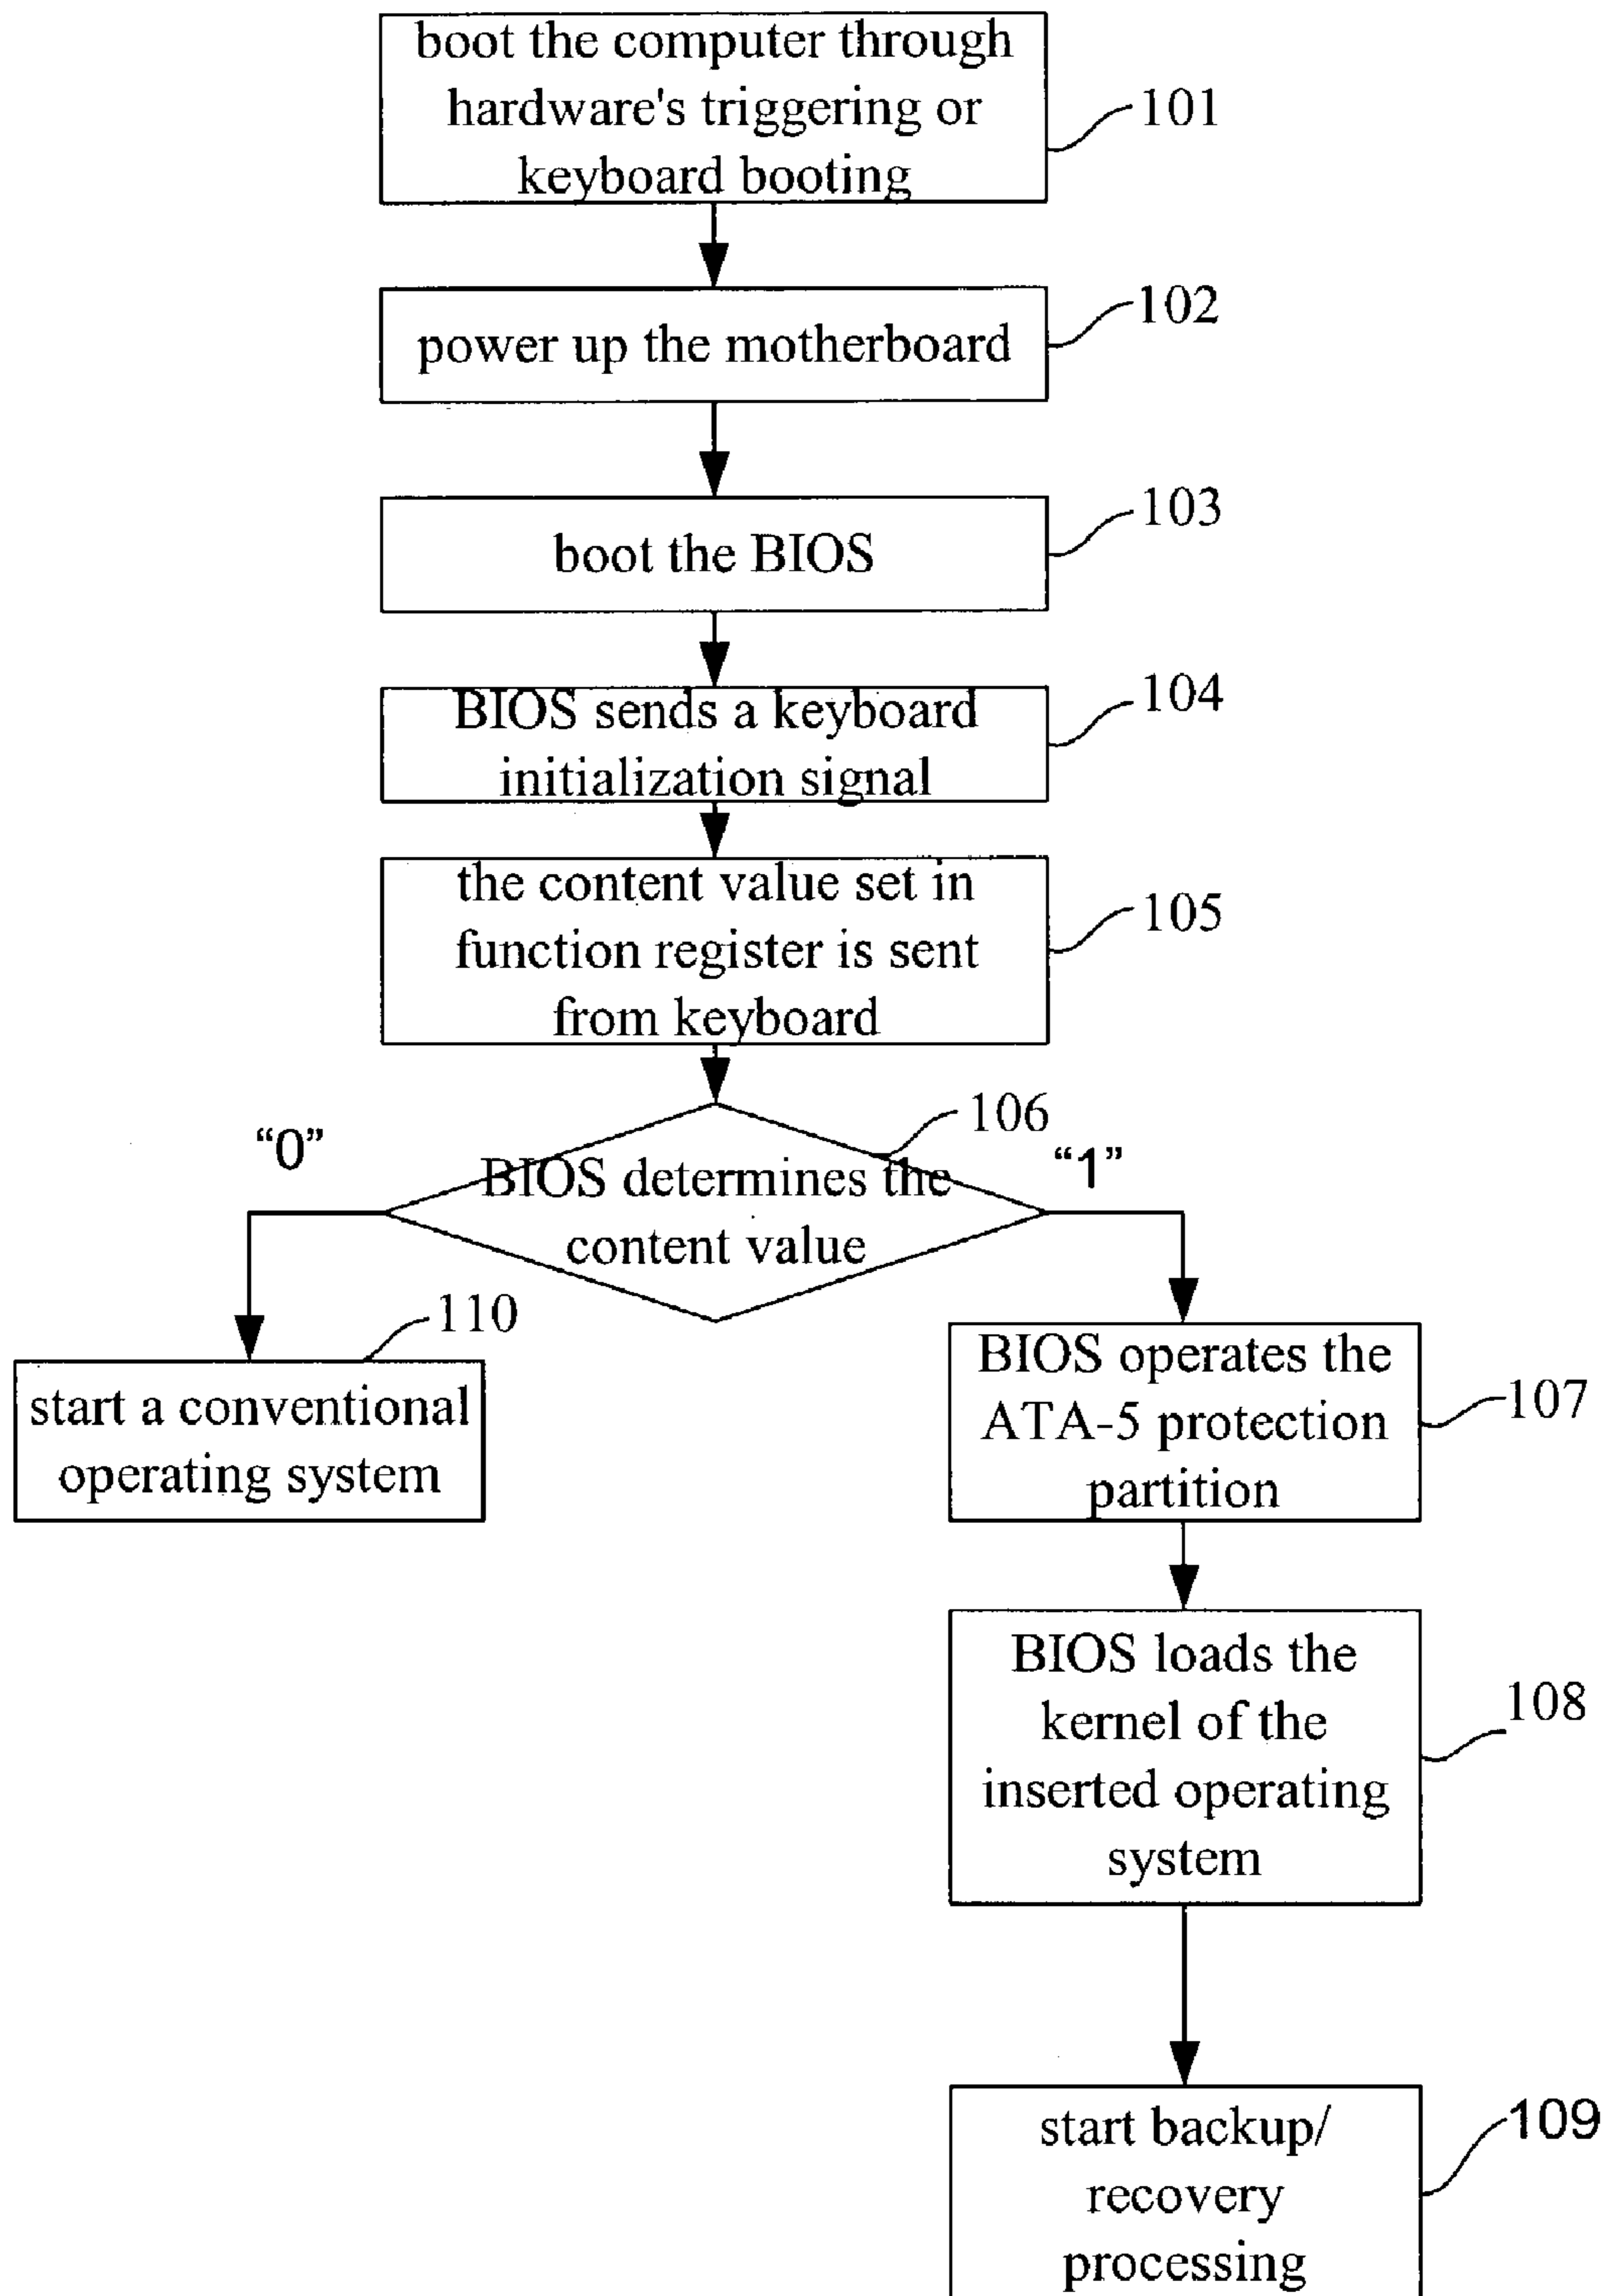 boot the computer through
hardware's triggering or
keyboard booting
101
power up the motherboard
102
boot the BIOS
103
BIOS sends a keyboard
initialization signal
104
the content value set in
function register is sent
from keyboard
105
106
“0”
BIOS determines the
content value
“1”
110
start a conventional
operating system
BIOS operates the
ATA-5 protection
partition
107
BIOS loads the
kernel of the
inserted operating
system
108
start backup/
recovery
processing
109